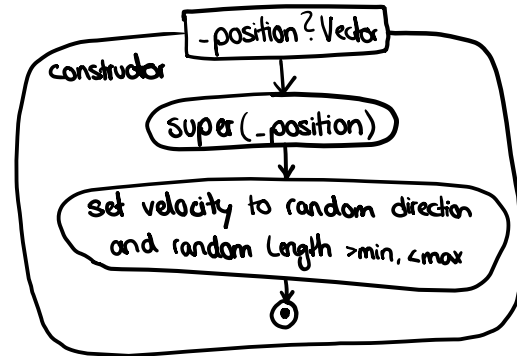 _position? Vector
constructor
super(_position)
set velocity to random direction
and random length >min, <max